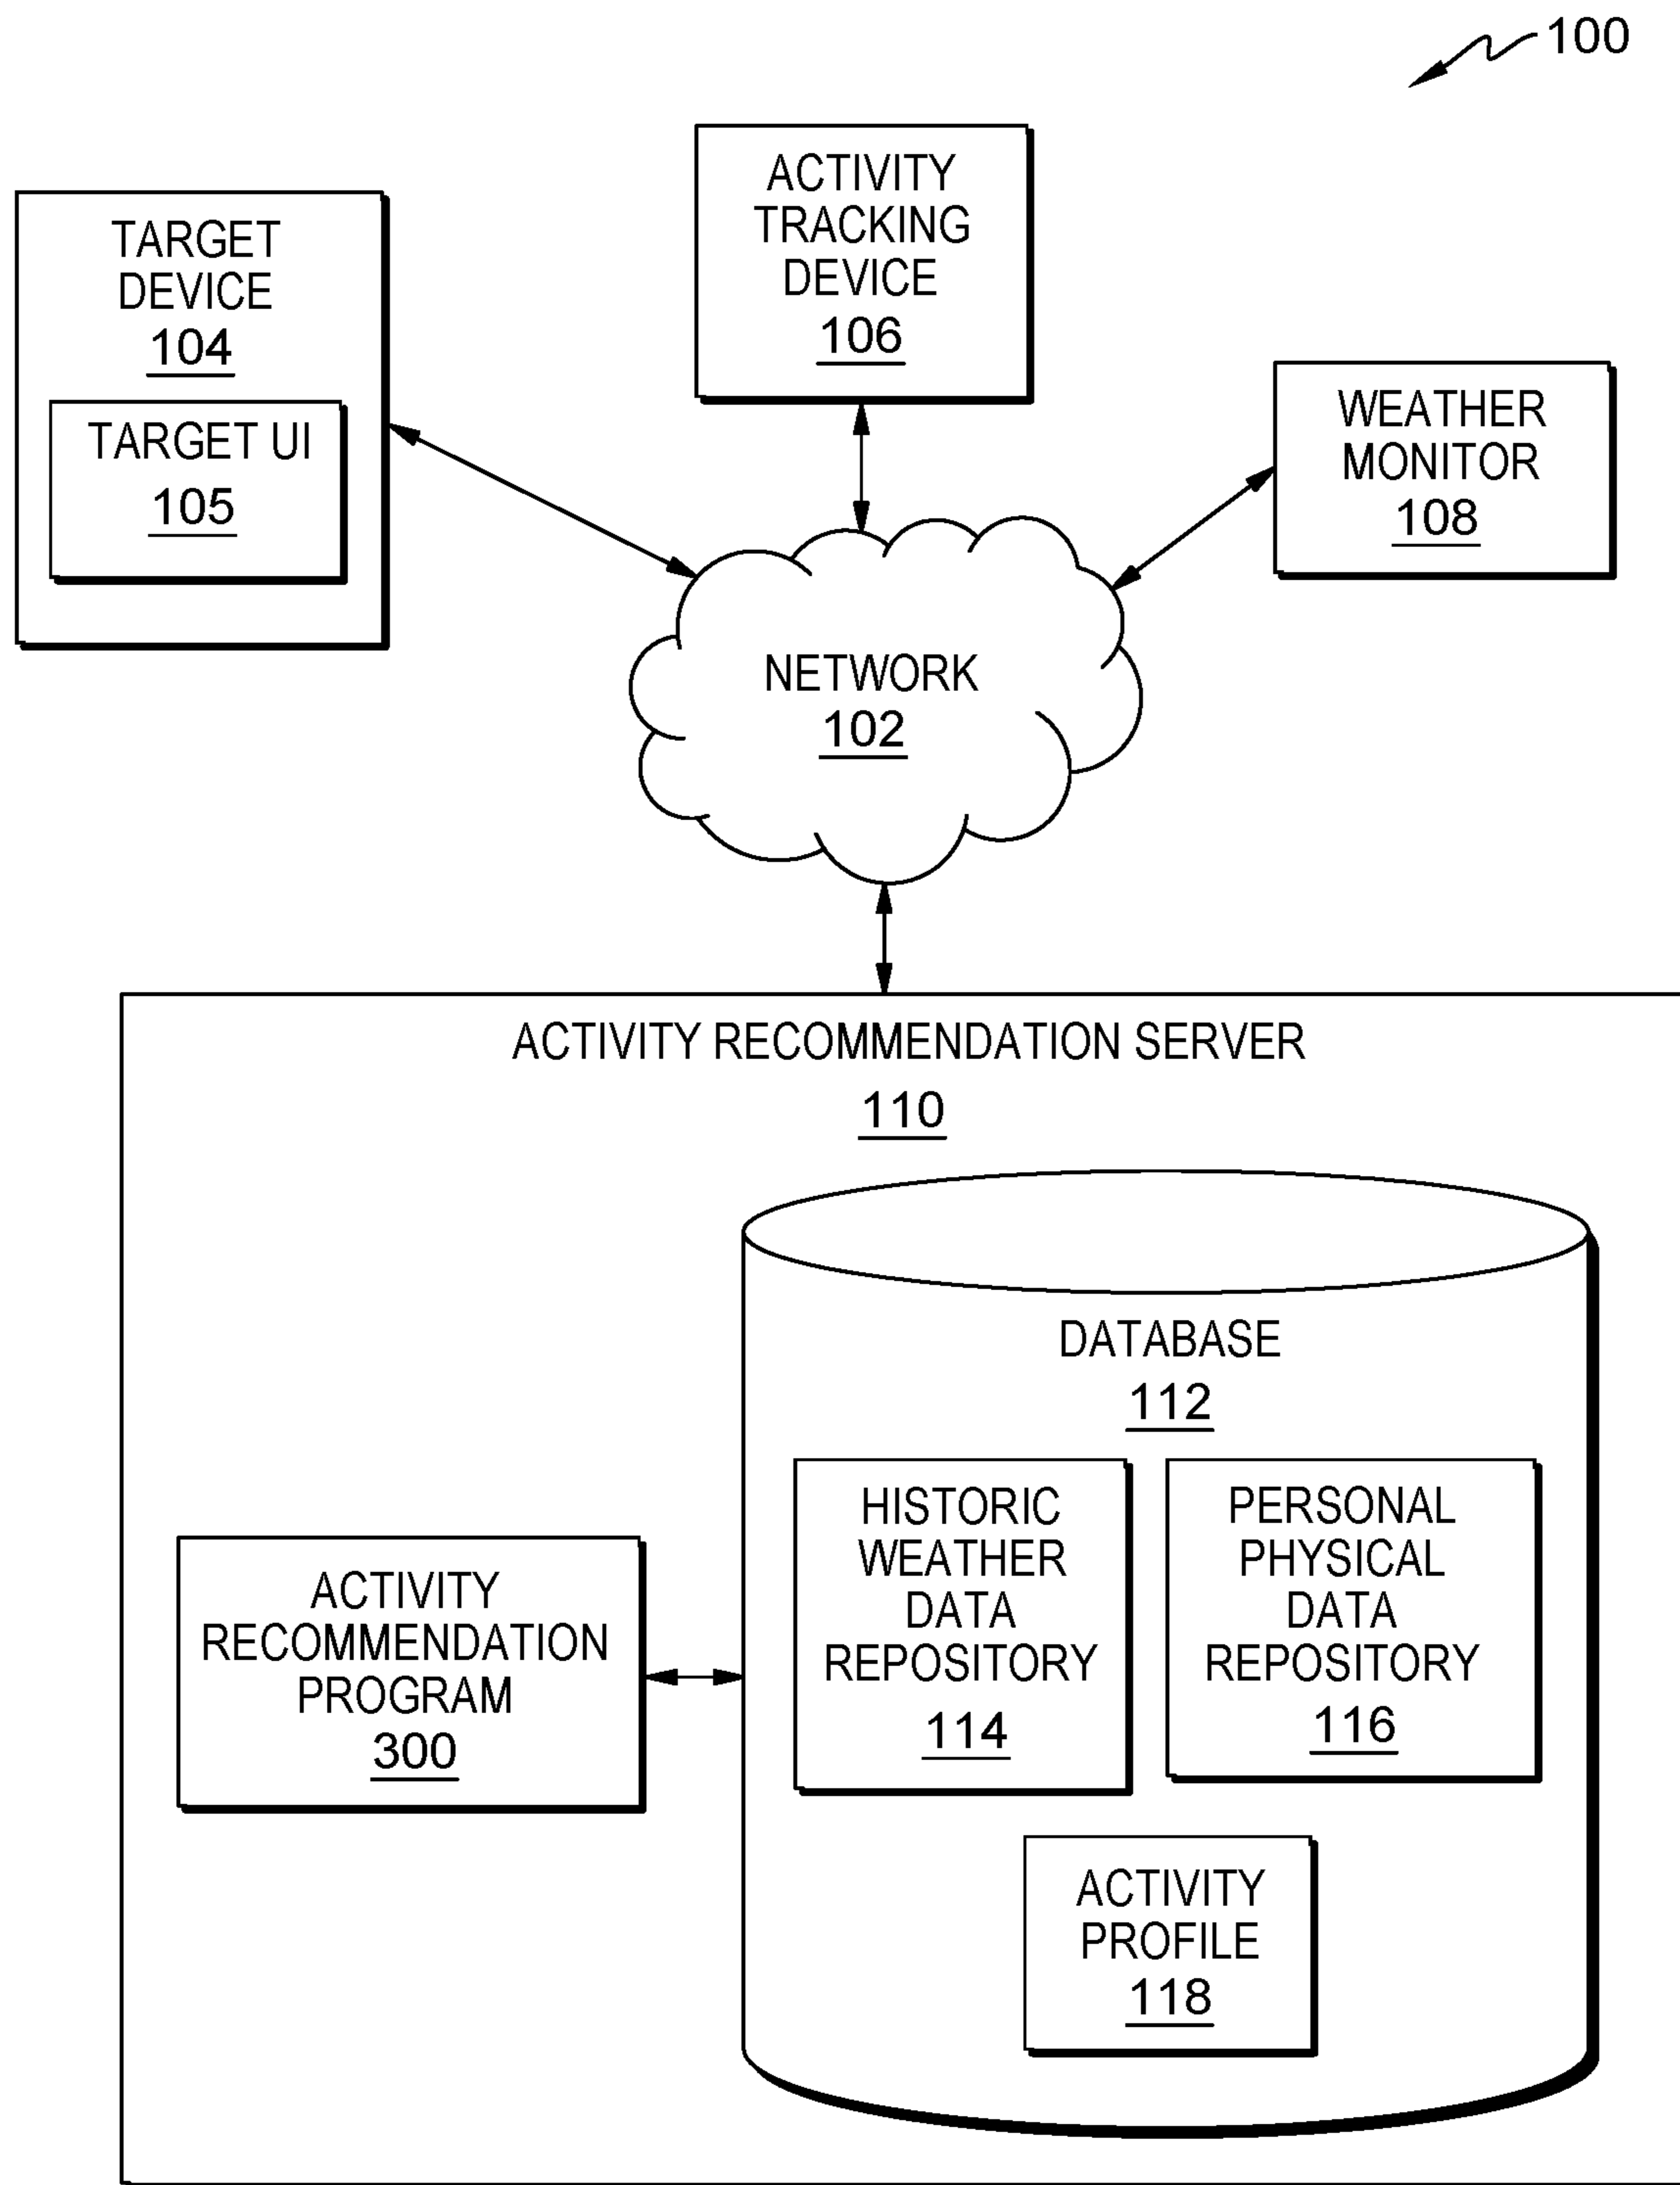 100
ACTIVITY
TRACKING
DEVICE
106
TARGET
DEVICE
104
TARGET UI
105
WEATHER
MONITOR
108
NETWORK
102
ACTIVITY RECOMMENDATION SERVER
110
DATABASE
112
HISTORIC
WEATHER
DATA
REPOSITORY
114
PERSONAL
PHYSICAL
DATA
REPOSITORY
116
ACTIVITY
RECOMMENDATION
PROGRAM
300
ACTIVITY
PROFILE
118